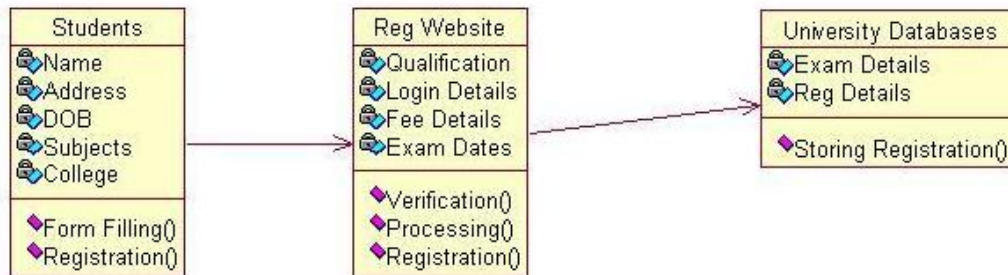 Students
Name
Address
DOB
Subjects
College
Form Filling()
Registration()
Reg Website
Qualification
Login Details
Fee Details
Exam Dates
Verification()
Processing()
Registration()
University Databases
Exam Details
Reg Details
Storing Registration()